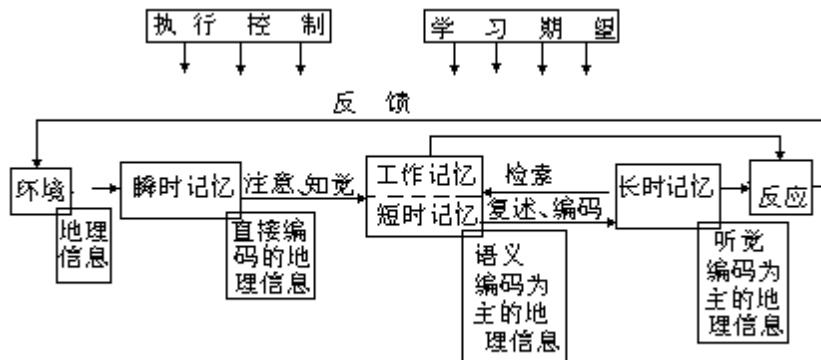 执行控制
学习期望
反馈
环境
瞬时记忆
注意、知觉
工作记忆
短时记忆
检索
复述、编码
长时记忆
反应
地理
信息
直接编
码的地
理信息
语义
编码为
主的地
理信息
听觉
编码为
主的地
理信息